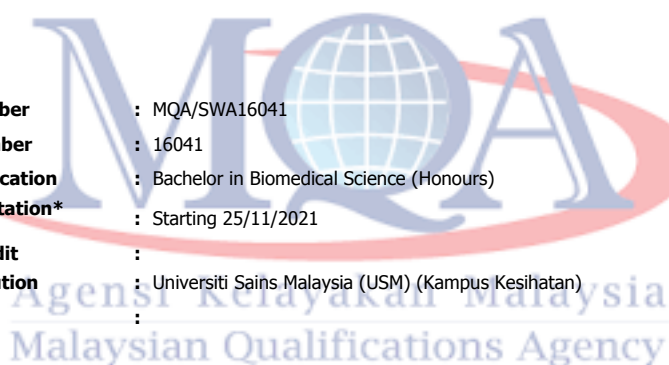 MQA
ber : MQA/SWA16041
ber : 16041
cation : Bachelor in Biomedical Science (Honours)
tation*
: Starting 25/11/2021
dit :
tion : Universiti Sains Malaysia (USM) (Kampus Kesihatan)
Agensi Kelayakan Malaysia
:
Malaysian Qualifications Agency